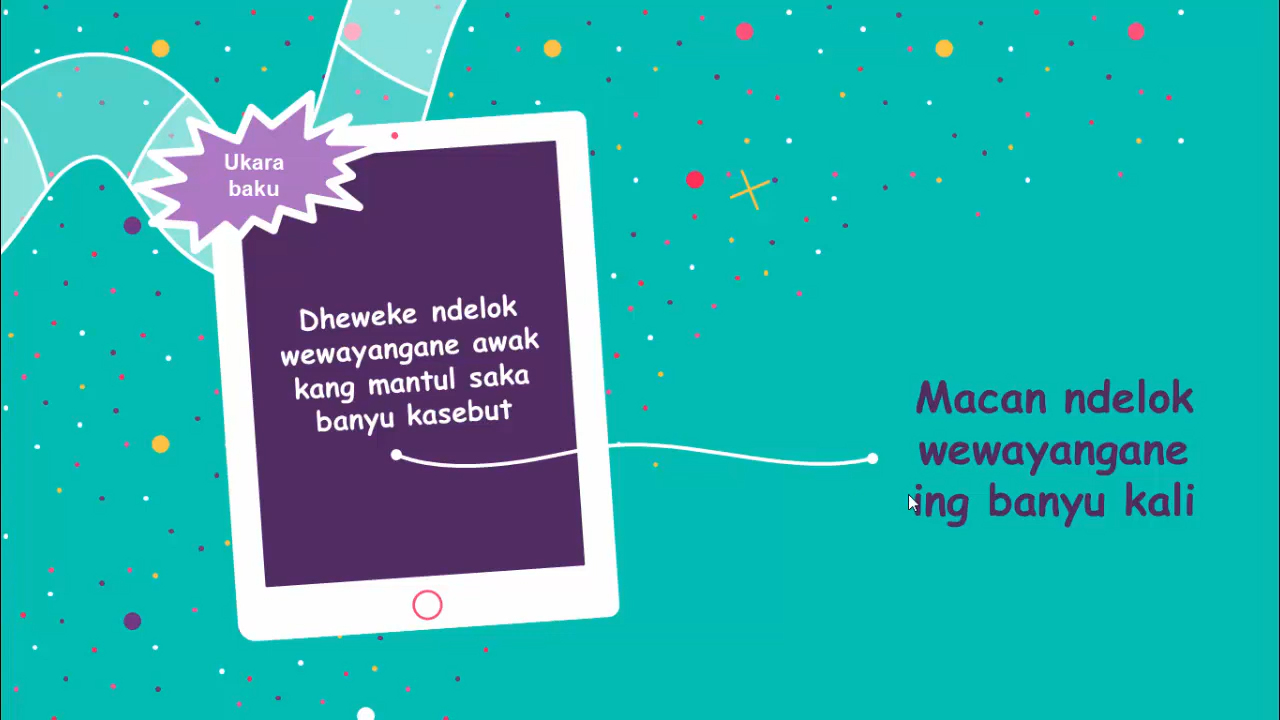 Ukara
baku
Dheweke ndelok
wewayangane awak
kang mantul saka
banyu kasebut
Macan ndelok
wewayangane
ing banyu kali